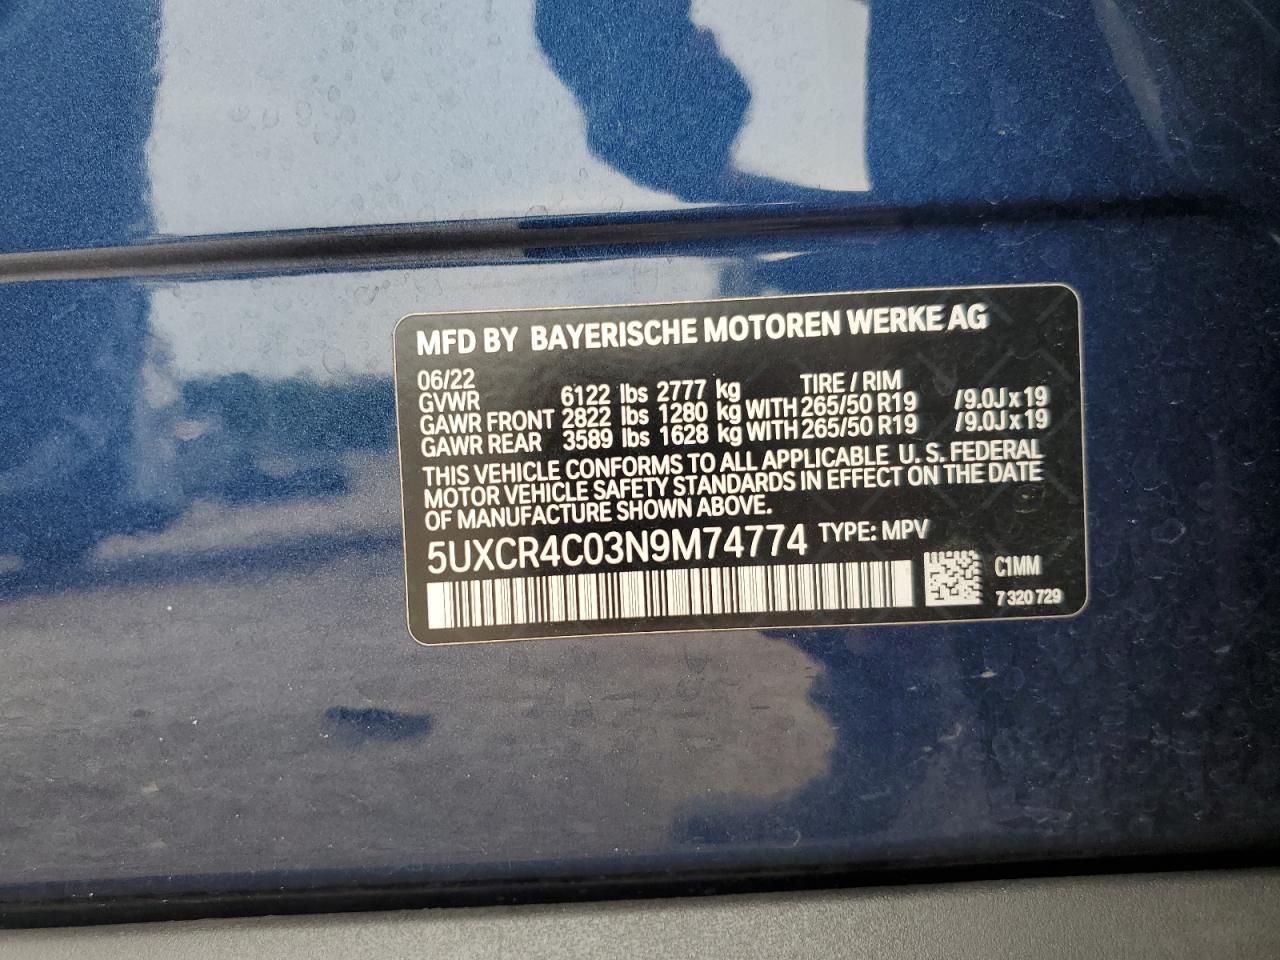 MFD BY BAYERISCHE MOTOREN WERKE AG
06/22 TIRE / RIM
GVWR 6122 lbs 2777 kg
GAWR FRONT 2822 lbs 1280 kg WITH 265/50 R19 /9.0J x 19
GAWR REAR 3589 lbs 1628 kg WITH 265/50 R19 /9.0J x 19
THIS VEHICLE CONFORMS TO ALL APPLICABLE U. S. FEDERAL
MOTOR VEHICLE SAFETY STANDARDS IN EFFECT ON THE DATE
OF MANUFACTURE SHOWN ABOVE.
5UXCR4C03N9M74774 TYPE: MPV
C1MM
7 320 729